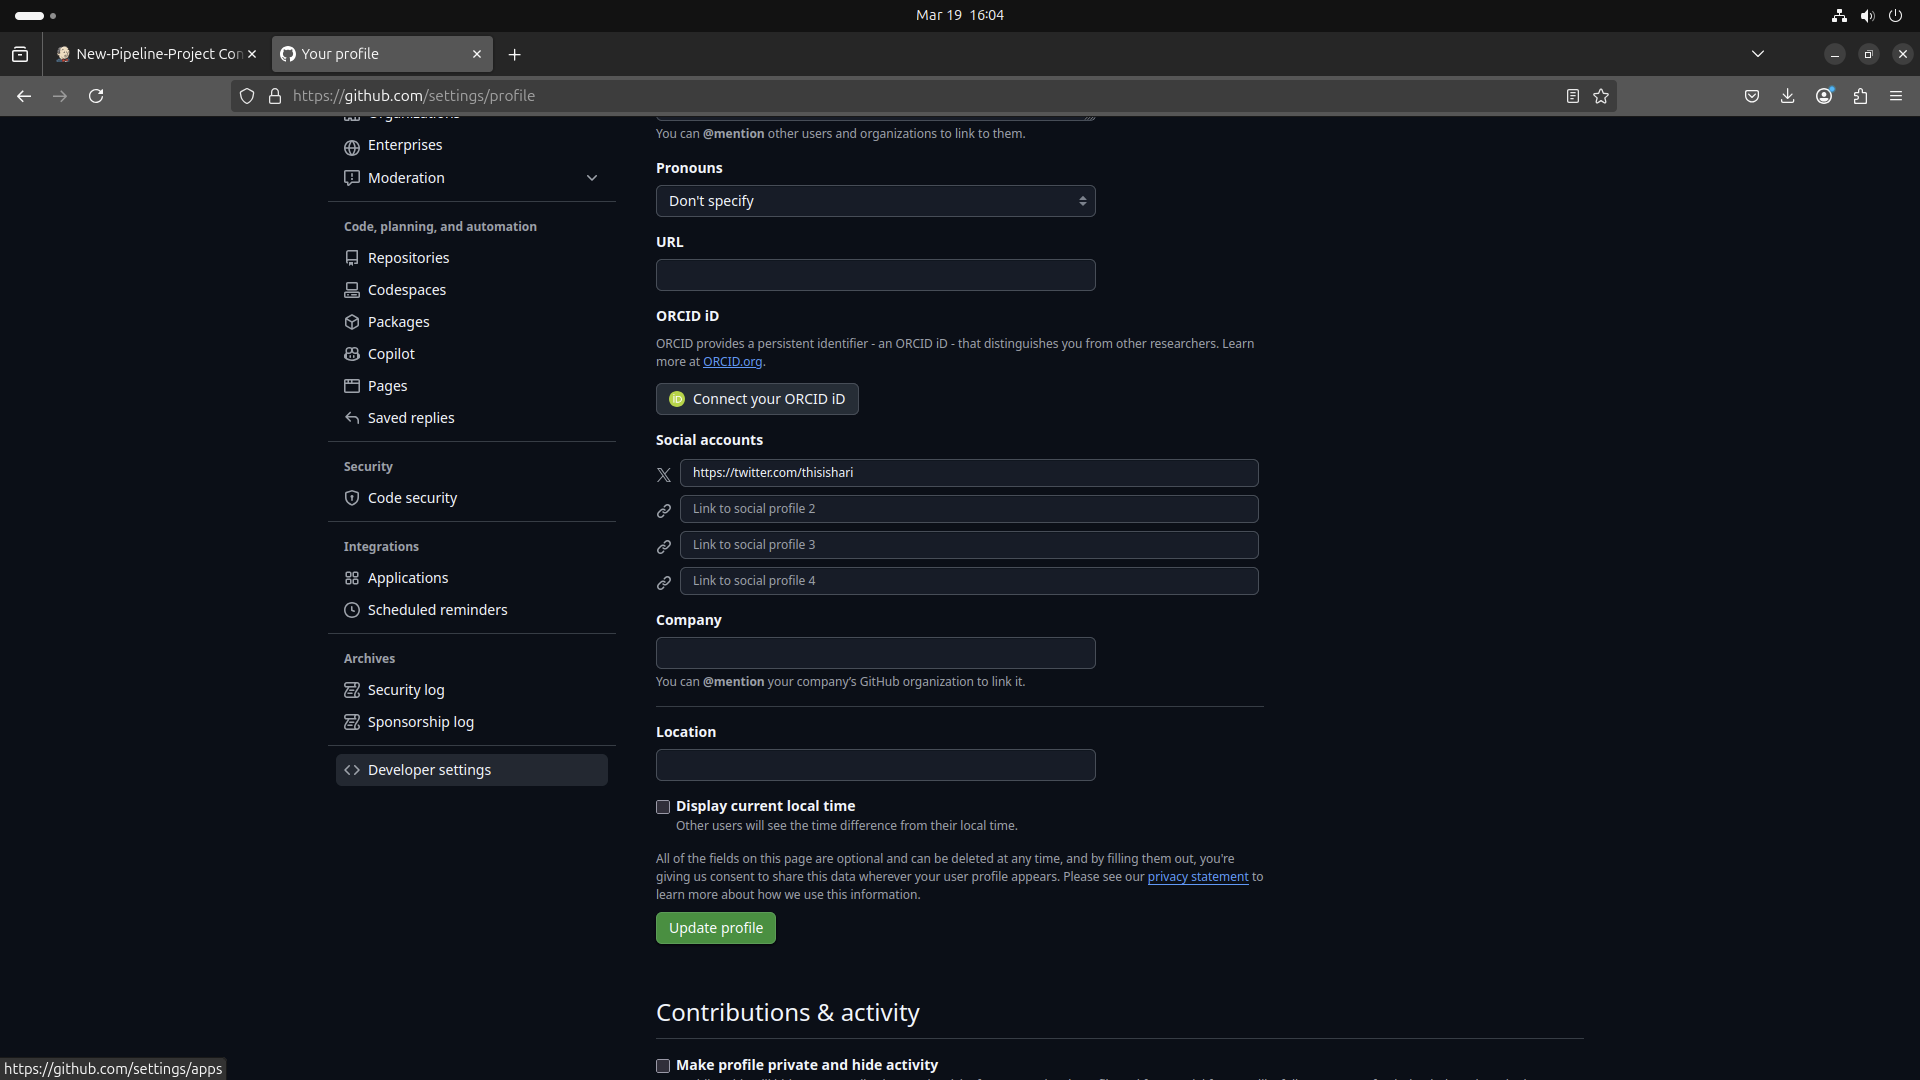 Mar 19 16:04
New-Pipeline-Project Con
Your profile
https://github.com/settings/profile
Organizations
Enterprises
Moderation
Code, planning, and automation
Repositories
Codespaces
Packages
Copilot
Pages
Saved replies
Security
Code security
Integrations
Applications
Scheduled reminders
Archives
Security log
Sponsorship log
Developer settings
You can @mention other users and organizations to link to them.
Pronouns
Don't specify
URL
ORCID iD
ORCID provides a persistent identifier - an ORCID iD - that distinguishes you from other researchers. Learn
more at ORCID.org.
iD Connect your ORCID iD
Social accounts
https://twitter.com/thisishari
Link to social profile 2
Link to social profile 3
Link to social profile 4
Company
You can @mention your company's GitHub organization to link it.
Location
Display current local time
Other users will see the time difference from their local time.
All of the fields on this page are optional and can be deleted at any time, and by filling them out, you're
giving us consent to share this data wherever your user profile appears. Please see our privacy statement to
learn more about how we use this information.
Update profile
Contributions & activity
Make profile private and hide activity
https://github.com/settings/apps